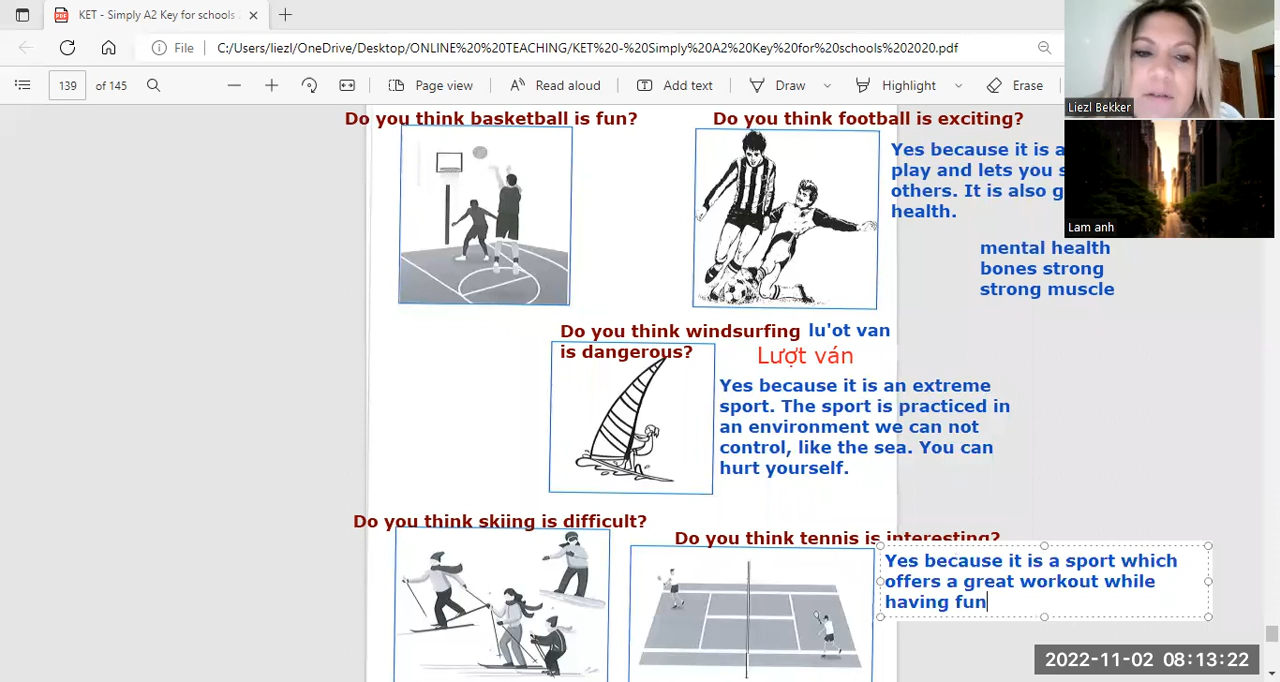 KET - Simply A2 Key for schools
File
C:/Users/liezl/OneDrive/Desktop/ONLINE%20%20TEACHING/KET%20-%20Simply%20A2%20Key%20for%20schools%202020.pdf
139 of 145
Page view
Read aloud
Add text
Draw
Highlight
Erase
Liezl Bekker
Lam anh
Do you think basketball is fun?
Do you think football is exciting?
Yes because it is a
play and lets you
others. It is also
health.
mental health
bones strong
strong muscle
Do you think windsurfing
is dangerous?
lu'ot van
Lượt ván
Yes because it is an extreme
sport. The sport is practiced in
an environment we can not
control, like the sea. You can
hurt yourself.
Do you think skiing is difficult?
Do you think tennis is interesting?
Yes because it is a sport which
offers a great workout while
having fun
2022-11-02 08:13:22